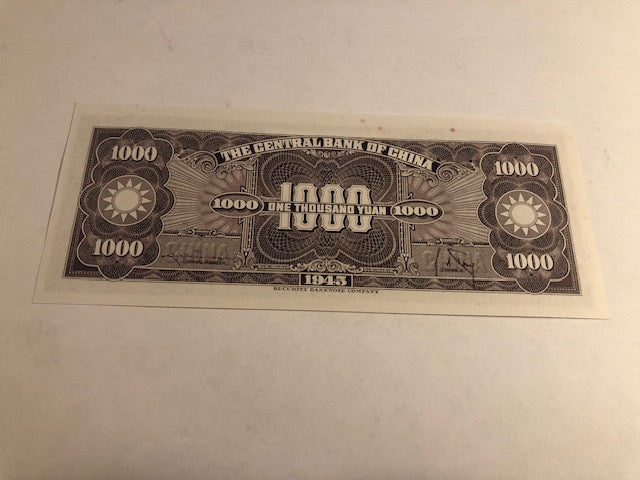 THE CENTRAL BANK OF CHINA
1000
1000
1000
1000
ONE THOUSAND YUAN
1000
1000
1000
1945
SECURITY BANKNOTE COMPANY